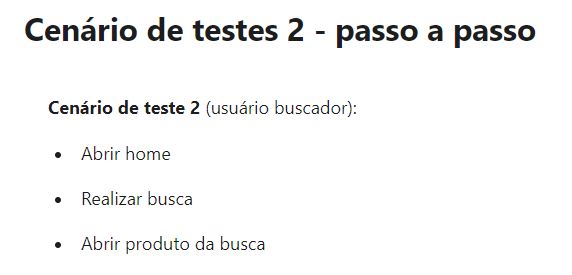 Cenário de testes 2 - passo a passo
Cenário de teste 2 (usuário buscador):
• Abrir home
• Realizar busca
• Abrir produto da busca